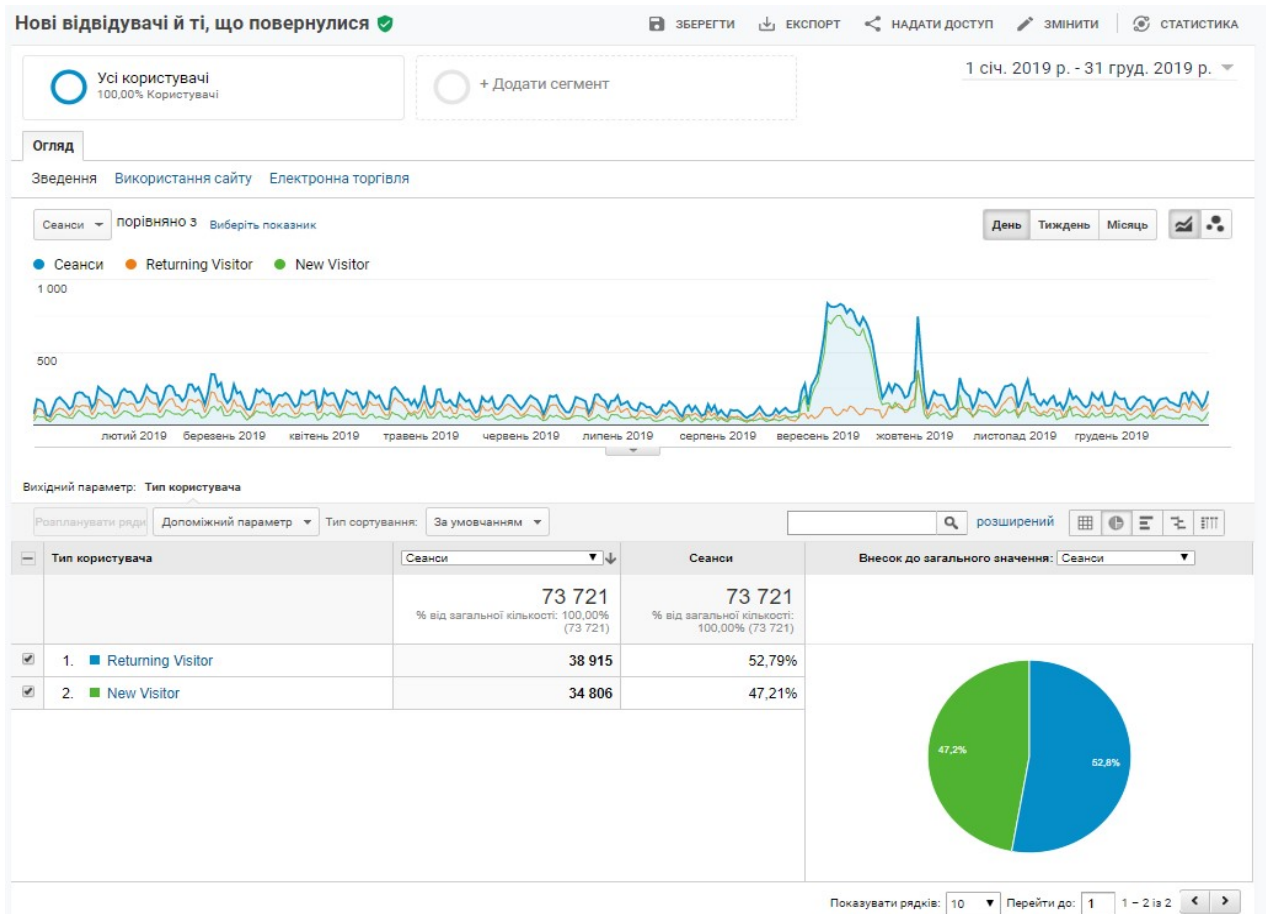 Нові відвідувачі й ті, що повернулися
ЗБЕРЕГТИ ЕКСПОРТ НАДАТИ ДОСТУП ЗМІНИТИ СТАТИСТИКА
Усі користувачі
100,00% Користувачі
+ Додати сегмент
1 січ. 2019 р. - 31 груд. 2019 р.
Огляд
Зведення Використання сайту Електронна торгівля
Сеанси порівняно з Виберіть показник
День Тиждень Місяць
Сеанси Returning Visitor New Visitor
1 000
500
лютий 2019 березень 2019 квітень 2019 травень 2019 червень 2019 липень 2019 серпень 2019 вересень 2019 жовтень 2019 листопад 2019 грудень 2019
Вихідний параметр: Тип користувача
Розпланувати ряди Допоміжний параметр Тип сортування: За умовчанням розширений
Тип користувача Сеанси Сеанси Внесок до загального значення: Сеанси
73 721 73 721
% від загальної кількості: 100,00% (73 721) % від загальної кількості: 100,00% (73 721)
1. Returning Visitor 38 915 52,79%
2. New Visitor 34 806 47,21%
47,2%
52,8%
Показувати рядків: 10 Перейти до: 1 1 – 2 із 2